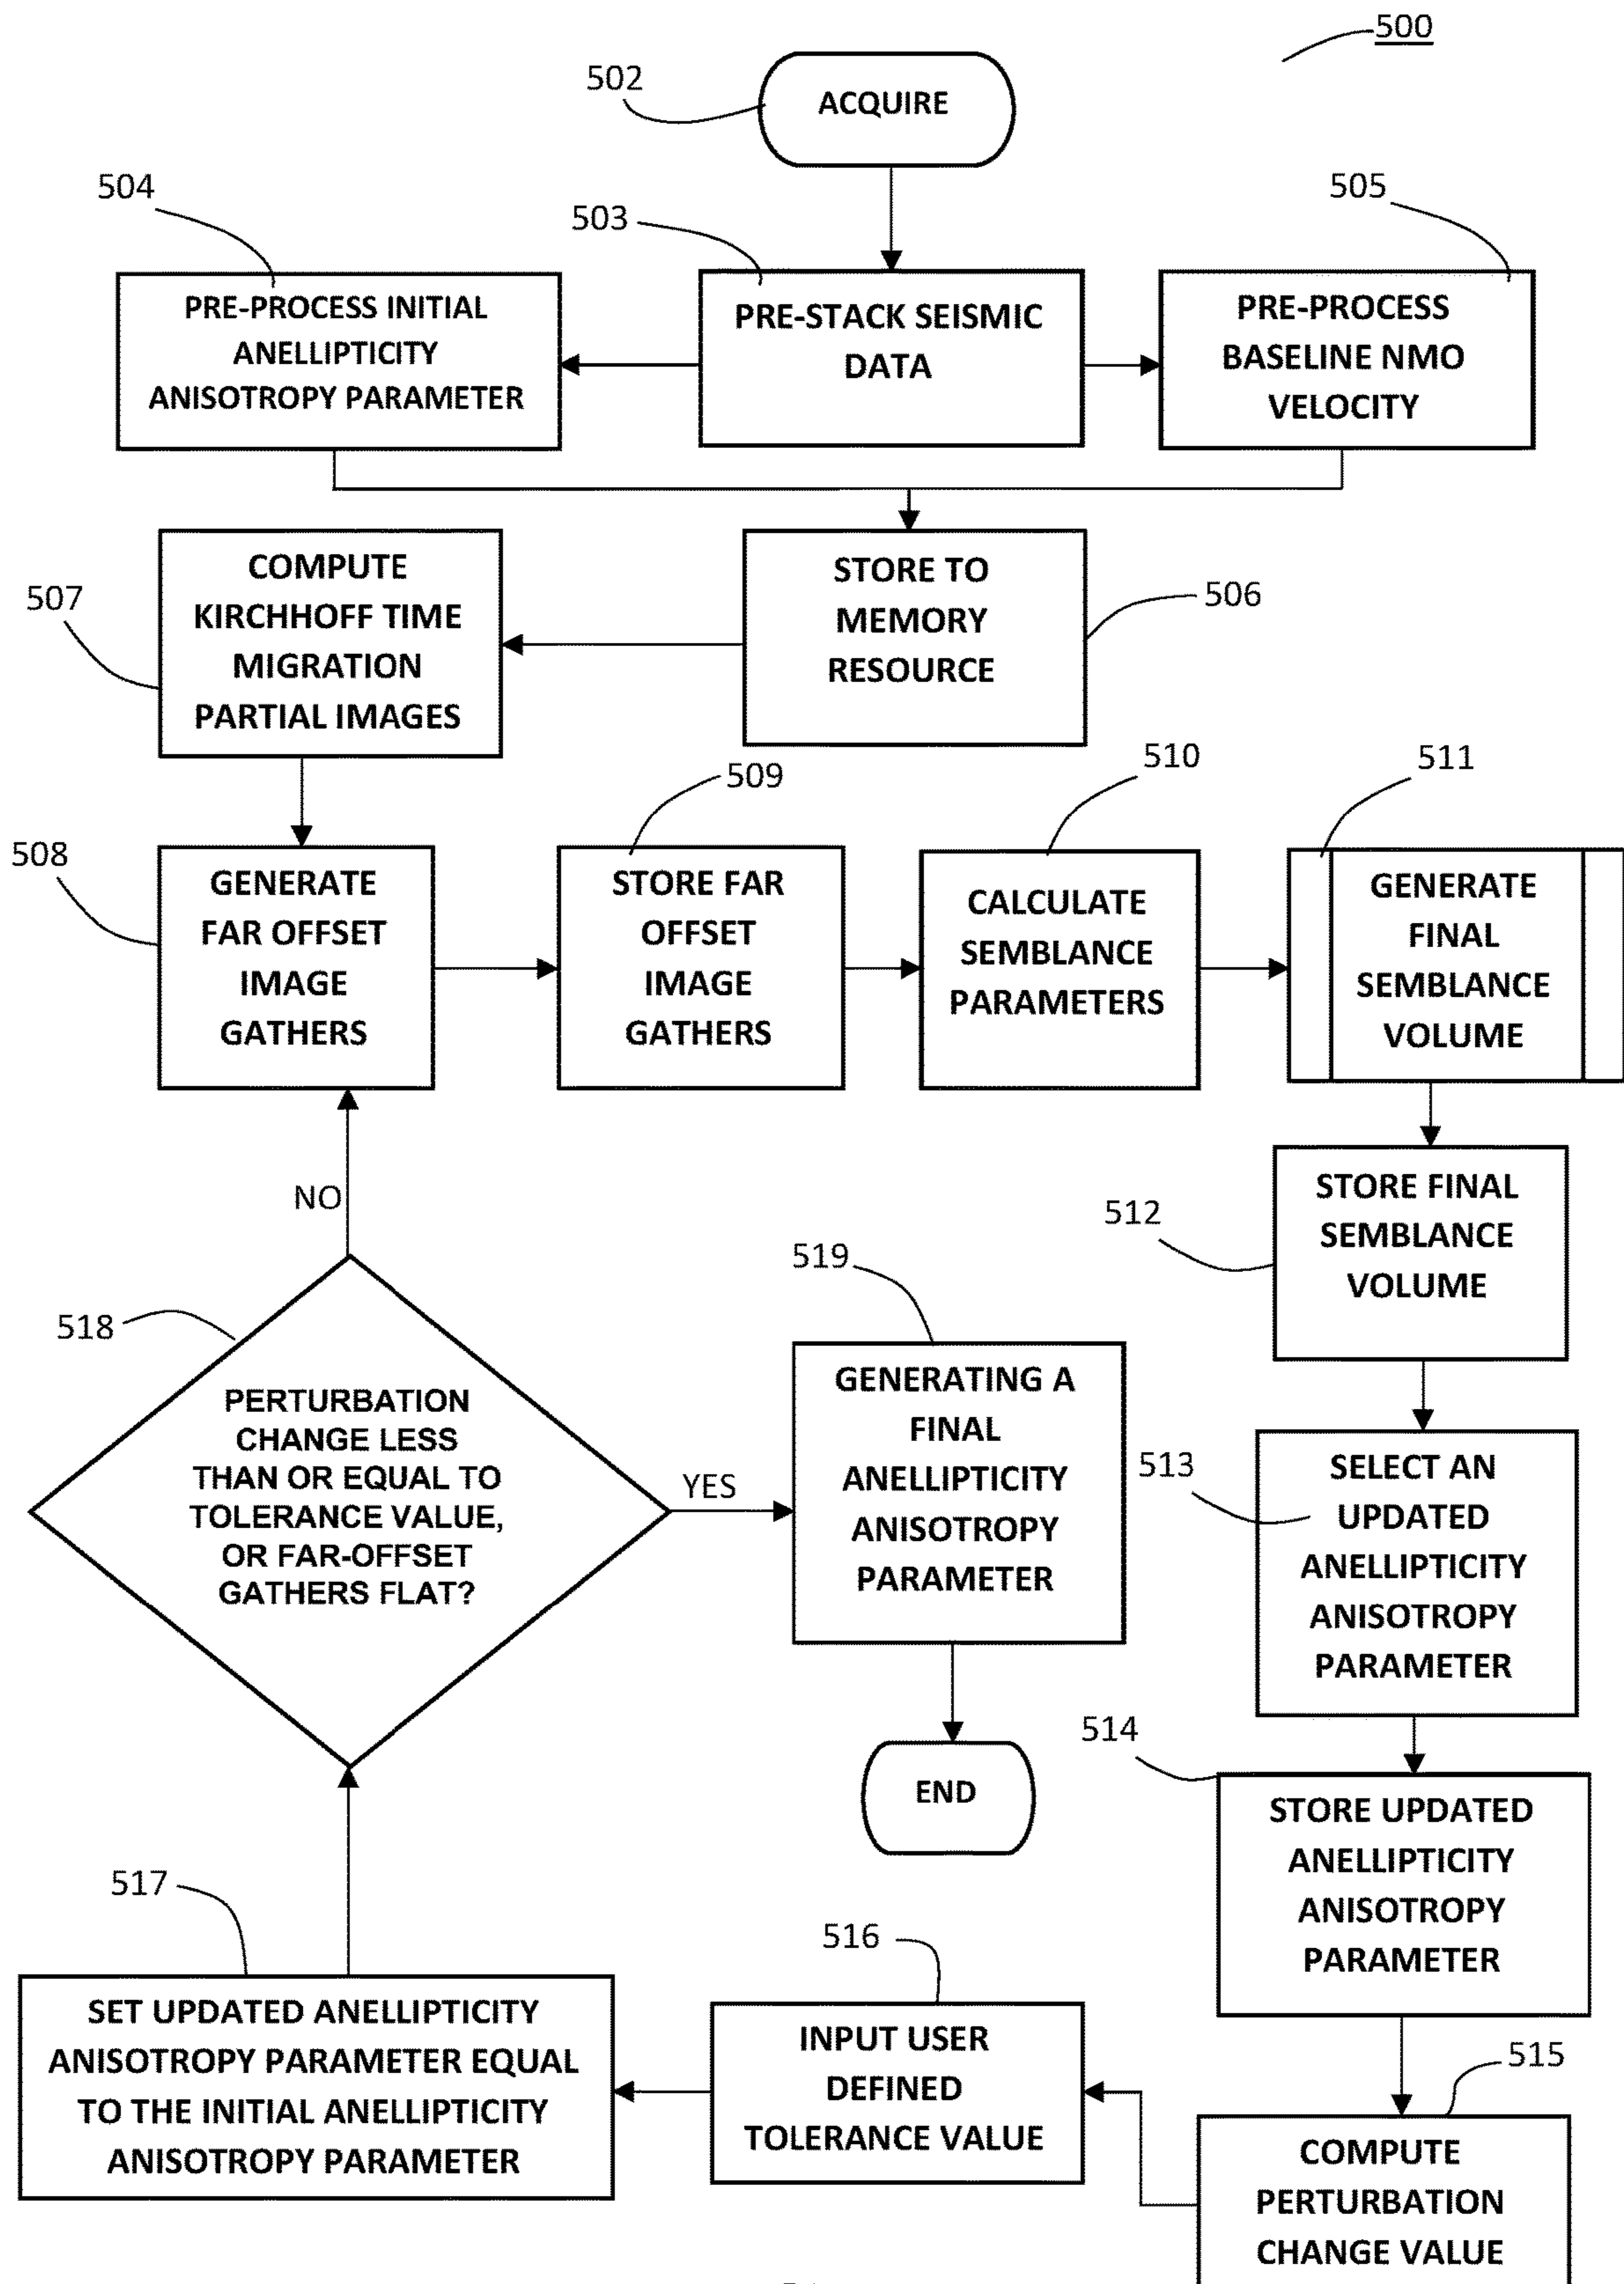 500
502
ACQUIRE
504
503
505
PRE-PROCESS INITIAL
ANELLIPTICITY
ANISOTROPY PARAMETER
PRE-STACK SEISMIC
DATA
PRE-PROCESS
BASELINE NMO
VELOCITY
507
COMPUTE
KIRCHHOFF TIME
MIGRATION
PARTIAL IMAGES
STORE TO
MEMORY
RESOURCE
506
508
GENERATE
FAR OFFSET
IMAGE
GATHERS
509
STORE FAR
OFFSET
IMAGE
GATHERS
510
CALCULATE
SEMBLANCE
PARAMETERS
511
GENERATE
FINAL
SEMBLANCE
VOLUME
NO
512
STORE FINAL
SEMBLANCE
VOLUME
518
PERTURBATION
CHANGE LESS
THAN OR EQUAL TO
TOLERANCE VALUE,
OR FAR-OFFSET
GATHERS FLAT?
YES
519
GENERATING A
FINAL
ANELLIPTICITY
ANISOTROPY
PARAMETER
513
SELECT AN
UPDATED
ANELLIPTICITY
ANISOTROPY
PARAMETER
END
514
STORE UPDATED
ANELLIPTICITY
ANISOTROPY
PARAMETER
517
SET UPDATED ANELLIPTICITY
ANISOTROPY PARAMETER EQUAL
TO THE INITIAL ANELLIPTICITY
ANISOTROPY PARAMETER
516
INPUT USER
DEFINED
TOLERANCE VALUE
515
COMPUTE
PERTURBATION
CHANGE VALUE